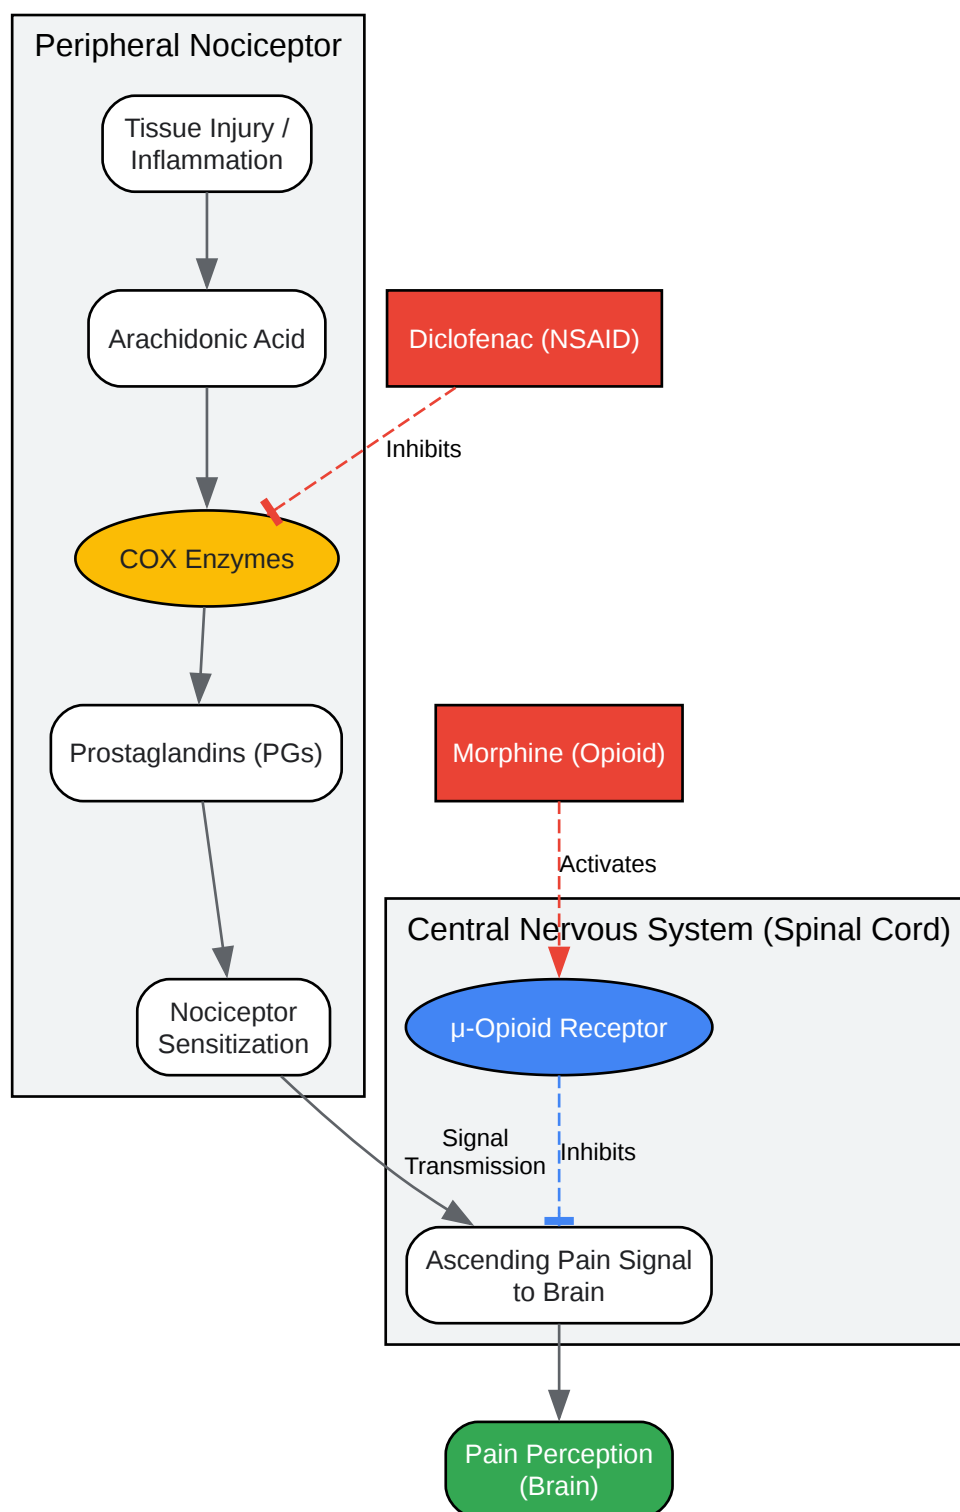 Peripheral Nociceptor
Tissue Injury /
Inflammation
Arachidonic Acid
Diclofenac (NSAID)
Inhibits
COX Enzymes
Prostaglandins (PGs)
Morphine (Opioid)
Activates
Central Nervous System (Spinal Cord)
Nociceptor
Sensitization
μ-Opioid Receptor
Signal
Transmission
Inhibits
Ascending Pain Signal
to Brain
Pain Perception
(Brain)